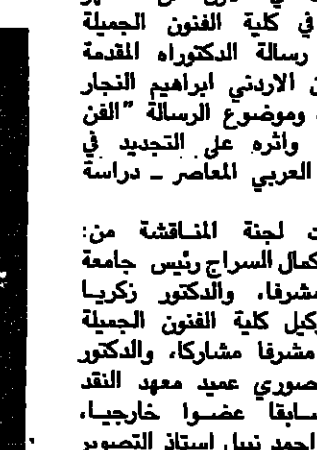 في كلية الفنون الجميلة
رسالة الدكتوراه المقدمة
الاردني ابراهيم النجار
وموضوع الرسالة "الفن
واثره على التجديد في
العربي المعاصر ــ دراسة
لجنة المناقشة من:
كمال السراج رئيس جامعة
مشرفا، والدكتور زكريا
وكيل كلية الفنون الجميلة
مشرفا مشاركا، والدكتور
عميد معهد النقد
سابقا عضوا خارجيا،
احمد نبيل استاذ التصوير